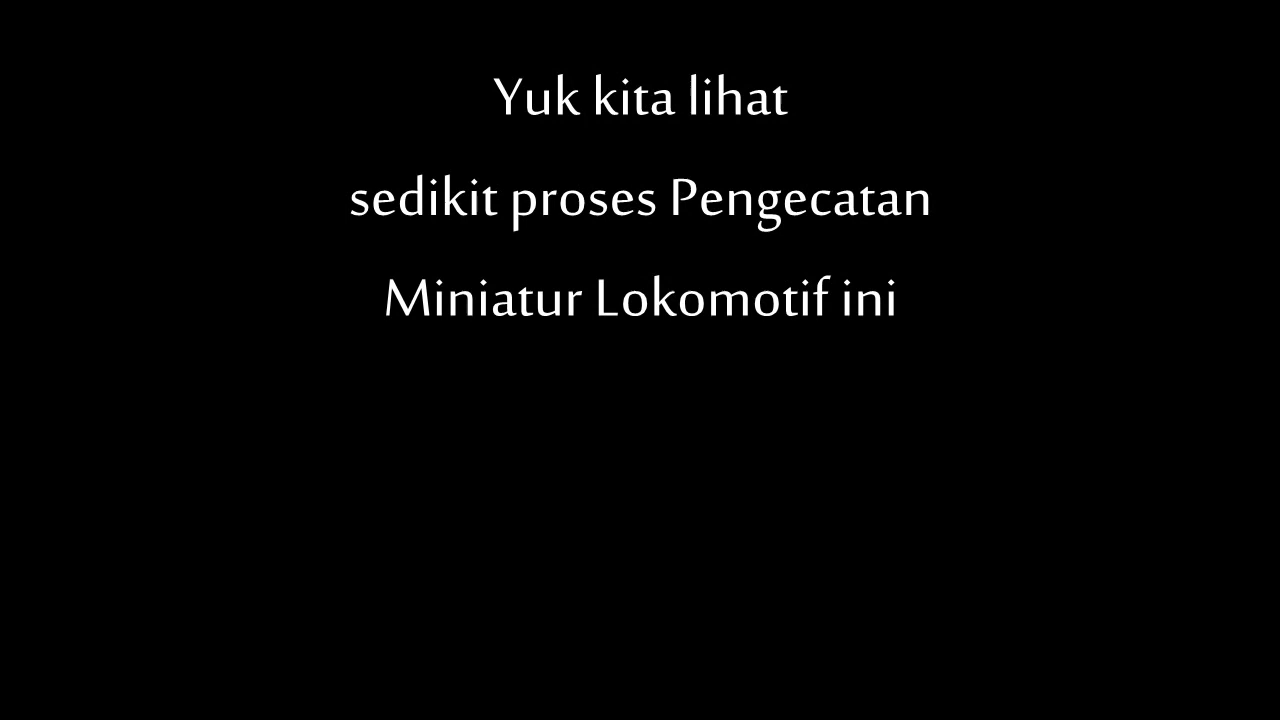 Yuk kita lihat
sedikit proses Pengecatan
Miniatur Lokomotif ini